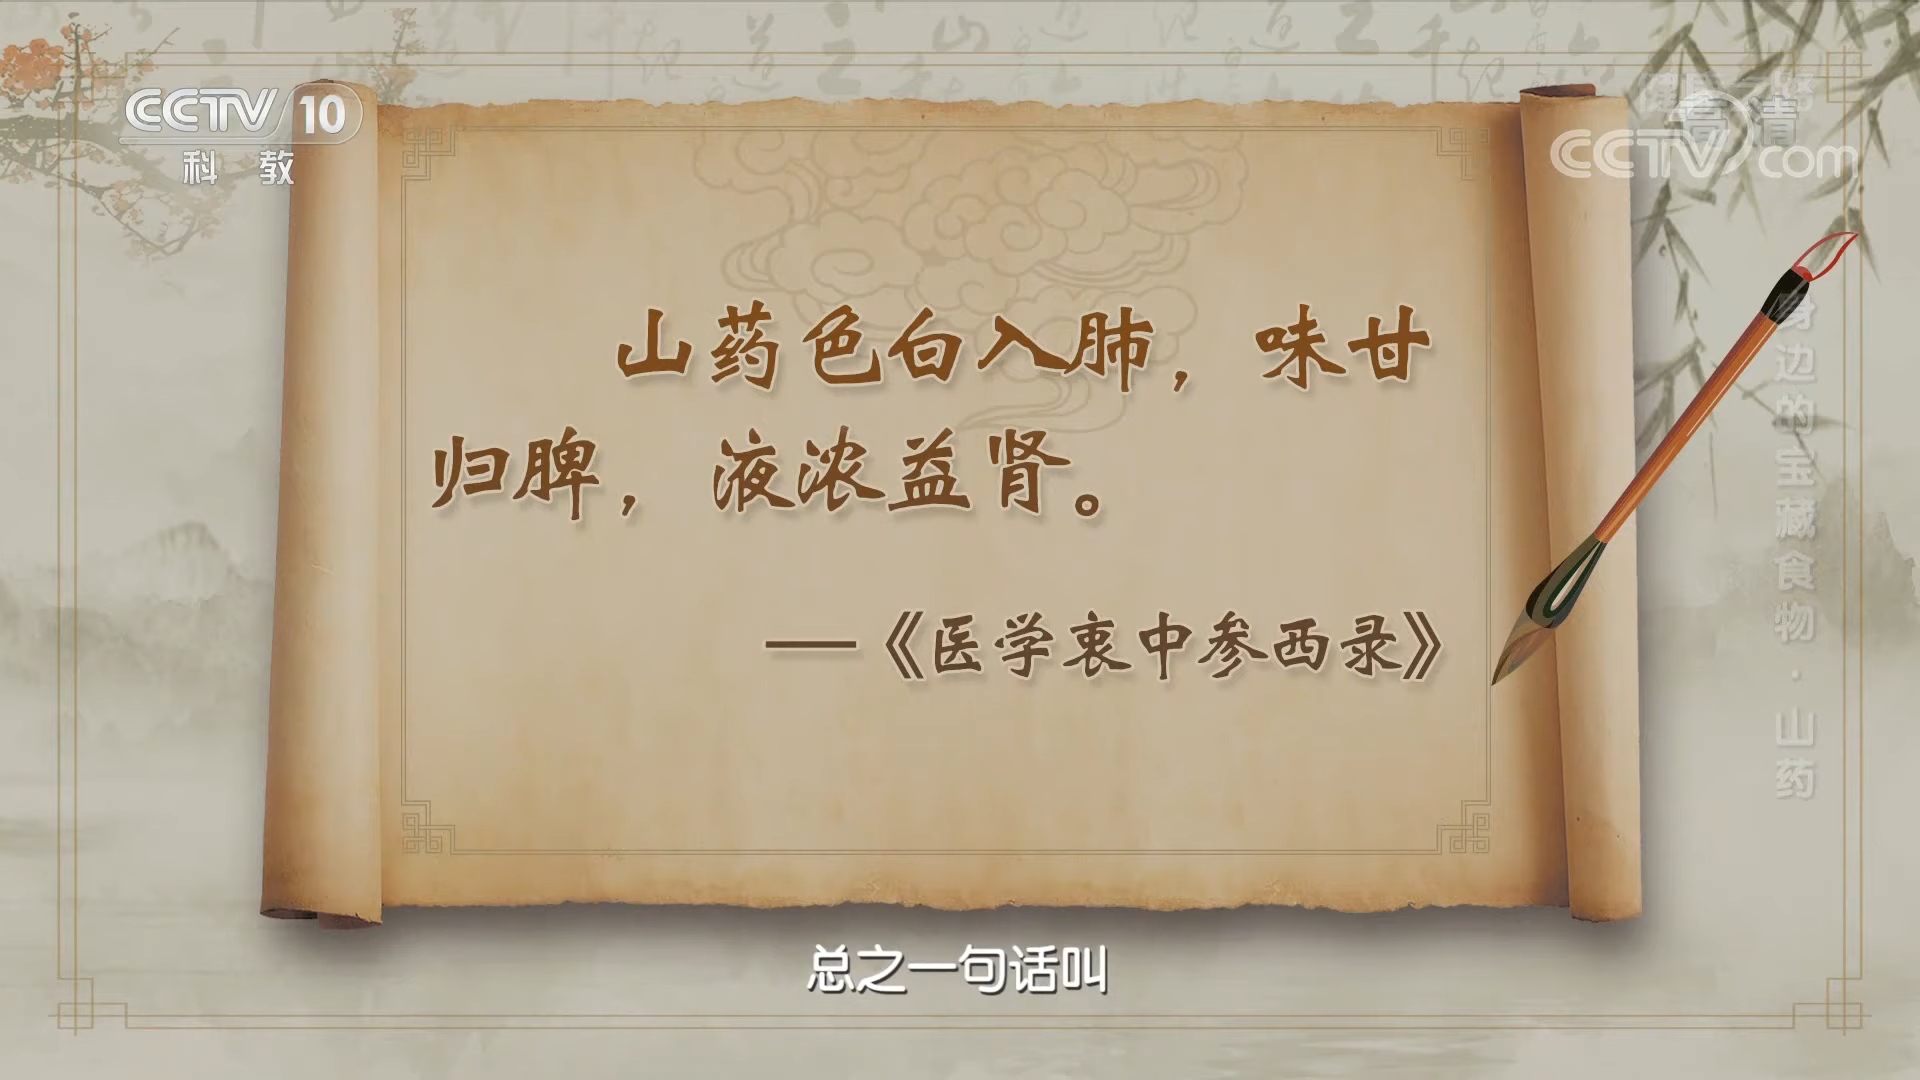 CCTV 10
科教
高清
CCTV com
山药色白入肺，味甘
归脾，液浓益肾。
——《医学衷中参西录》
身边的宝藏食物·山药
总之一句话叫